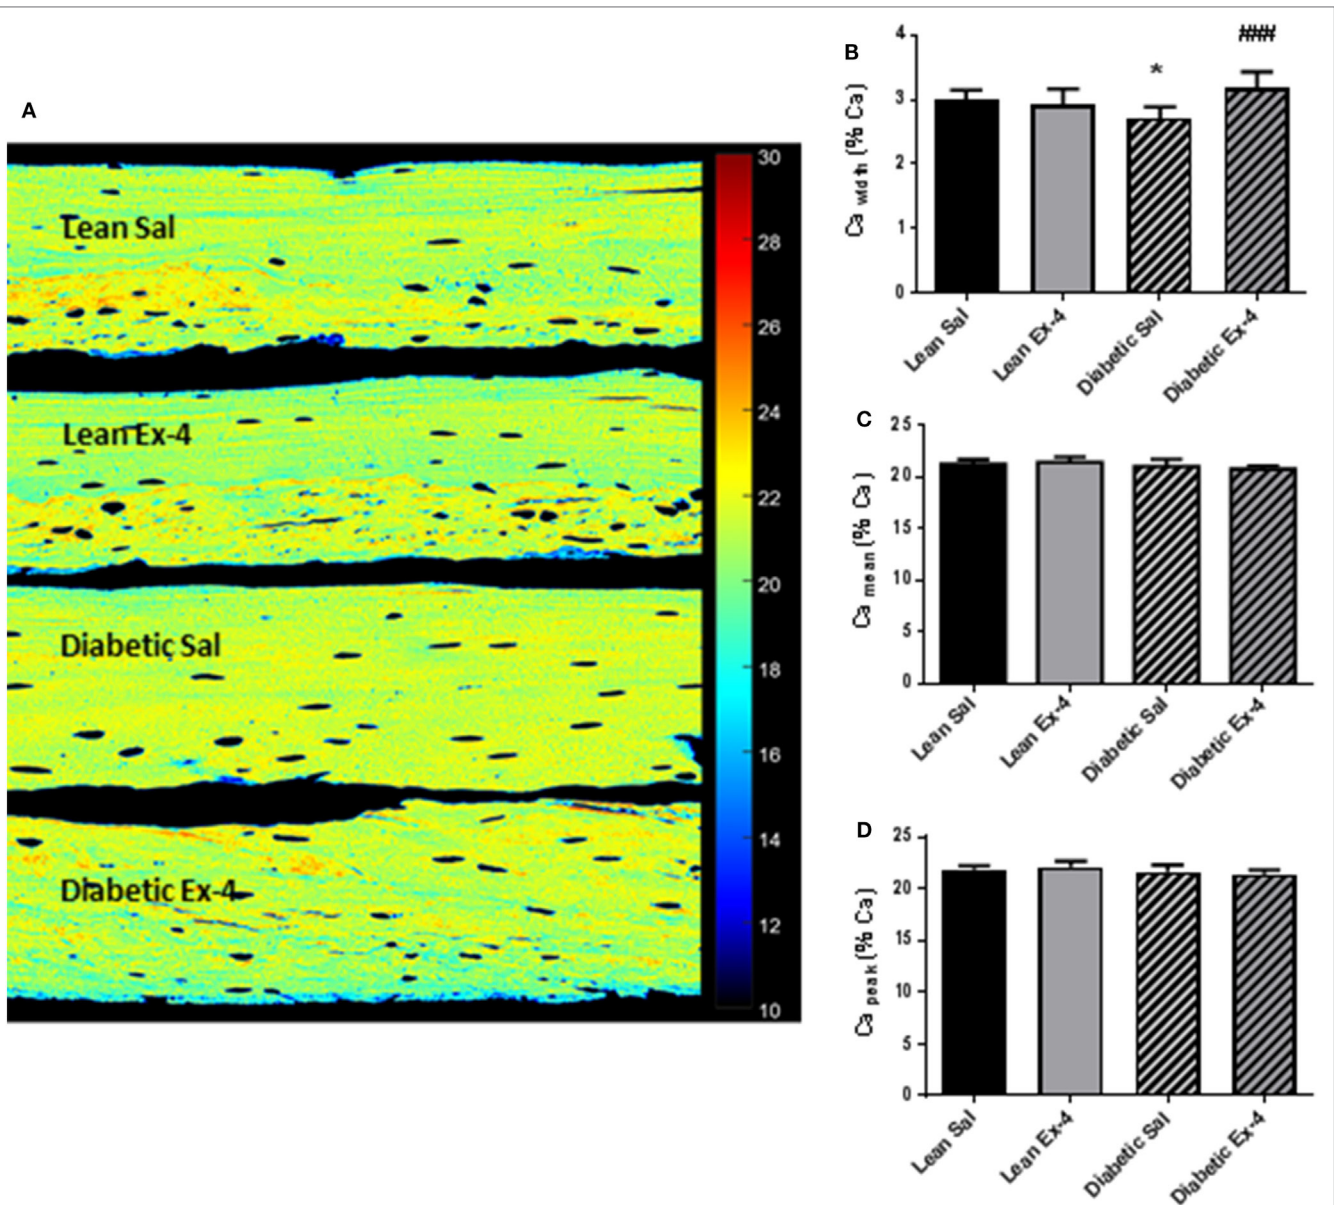 A
Lean Sal
Lean Ex-4
Diabetic Sal
Diabetic Ex-4
30
28
26
24
22
20
18
16
14
12
10
B
Ca width (% Ca)
4
3
2
1
0
*
###
Lean Sal
Lean Ex-4
Diabetic Sal
Diabetic Ex-4
C
Ca mean (% Ca)
25
20
15
10
5
0
Lean Sal
Lean Ex-4
Diabetic Sal
Diabetic Ex-4
D
Ca peak (% Ca)
25
20
15
10
5
0
Lean Sal
Lean Ex-4
Diabetic Sal
Diabetic Ex-4